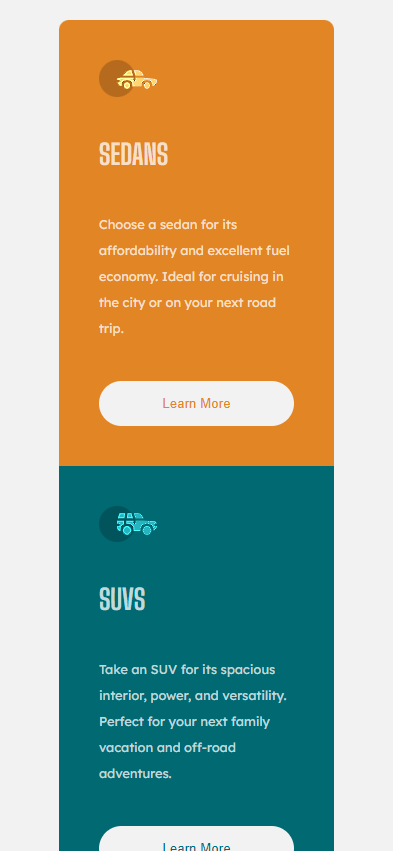 SEDANS
Choose a sedan for its
affordability and excellent fuel
economy. Ideal for cruising in
the city or on your next road
trip.
Learn More
SUVS
Take an SUV for its spacious
interior, power, and versatility.
Perfect for your next family
vacation and off-road
adventures.
Learn More